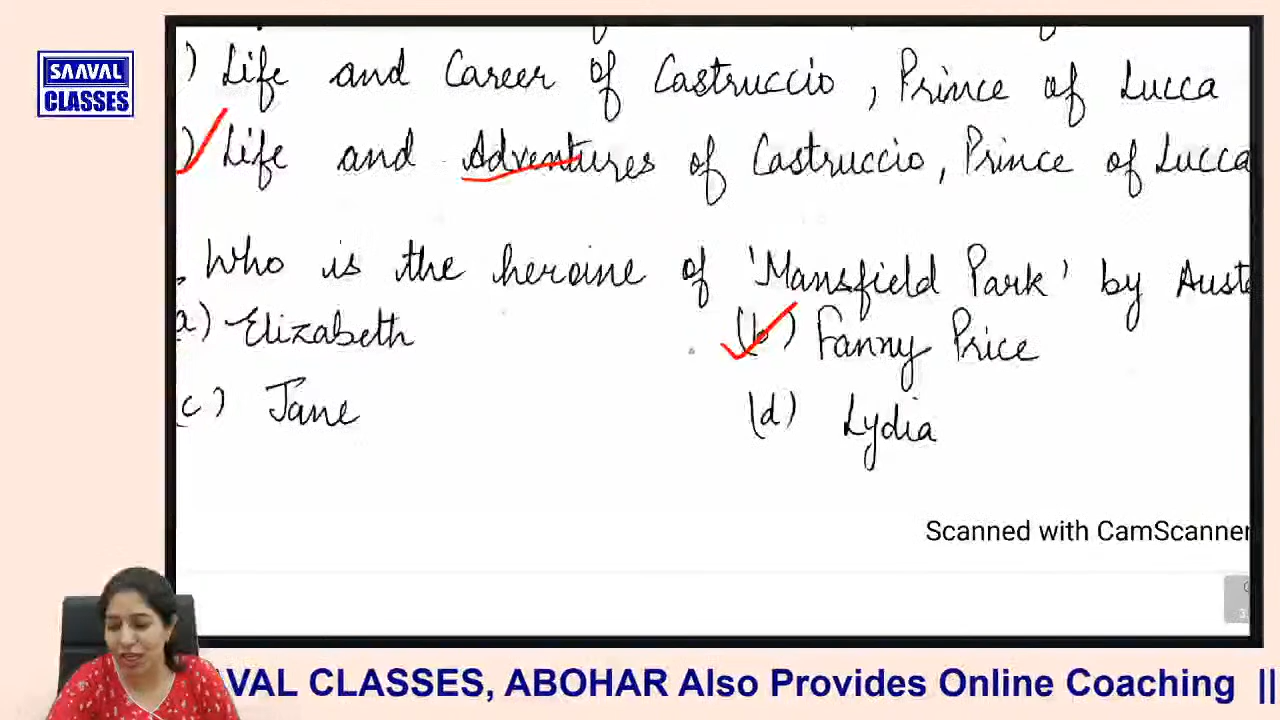 SAAVAL
CLASSES
) Life and Career of Castruccio, Prince of Lucca
) Life and Adventures of Castruccio, Prince of Lucca
. Who is the heroine of 'Mansfield Park' by Auste
a) Elizabeth (b) Fanny Price
(c) Jane (d) Lydia
Scanned with CamScanner
AVAL CLASSES, ABOHAR Also Provides Online Coaching ||